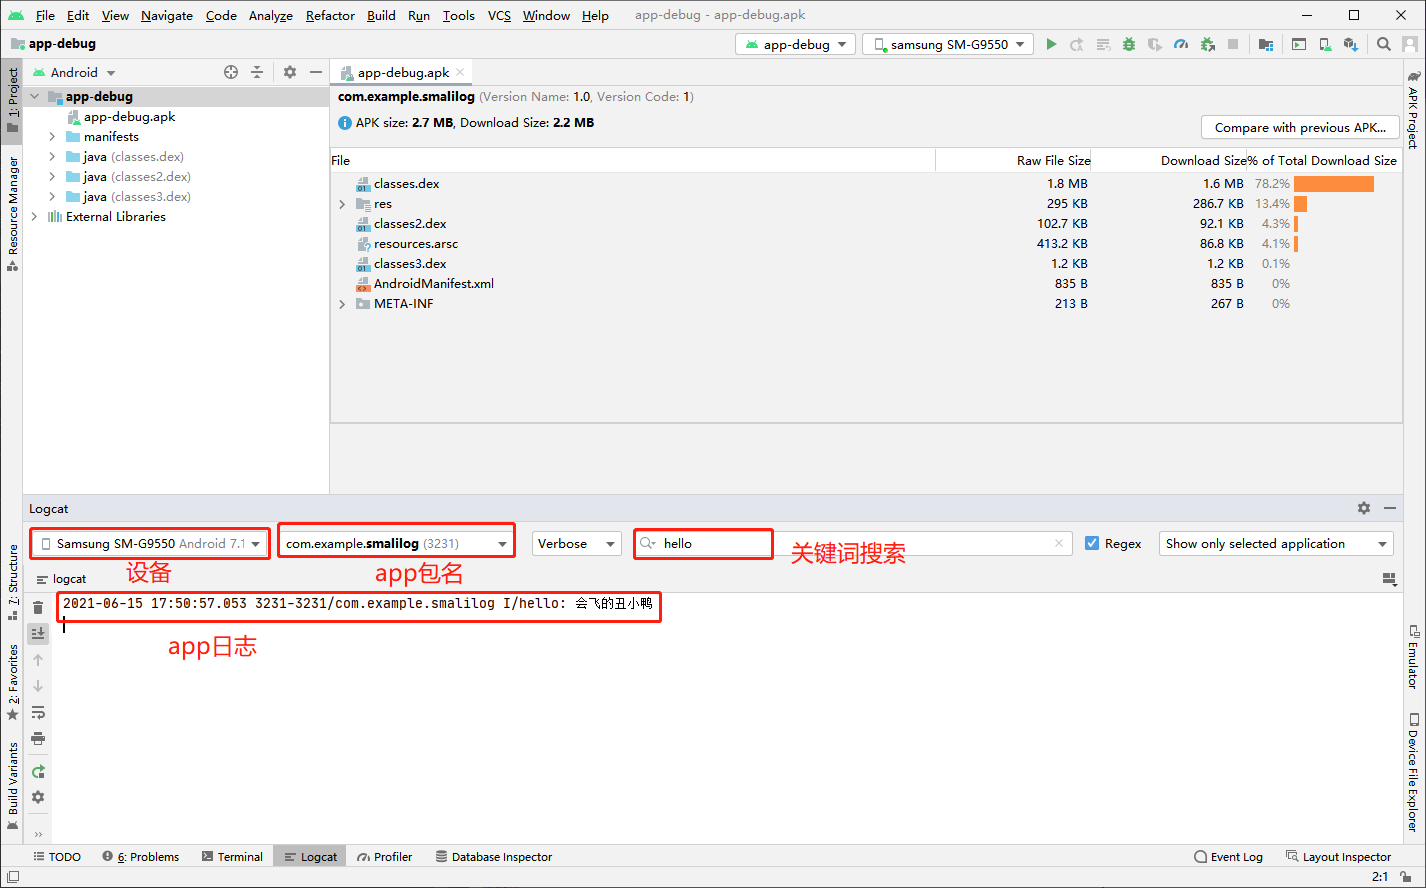 File Edit View Navigate Code Analyze Refactor Build Run Tools VCS Window Help app-debug - app-debug.apk
app-debug
app-debug samsung SM-G9550
1: Project
Resource Manager
7: Structure
2: Favorites
Build Variants
Android
app-debug
app-debug.apk
manifests
java (classes.dex)
java (classes2.dex)
java (classes3.dex)
External Libraries
app-debug.apk
com.example.smalilog (Version Name: 1.0, Version Code: 1)
APK size: 2.7 MB, Download Size: 2.2 MB
Compare with previous APK...
File Raw File Size Download Size % of Total Download Size
classes.dex 1.8 MB 1.6 MB 78.2%
res 295 KB 286.7 KB 13.4%
classes2.dex 102.7 KB 92.1 KB 4.3%
resources.arsc 413.2 KB 86.8 KB 4.1%
classes3.dex 1.2 KB 1.2 KB 0.1%
AndroidManifest.xml 835 B 835 B 0%
META-INF 213 B 267 B 0%
APK Project
Emulator
Device File Explorer
Logcat
Samsung SM-G9550 Android 7.1 com.example.smalilog (3231) Verbose hello Regex Show only selected application
设备 app包名 关键词搜索
logcat
2021-06-15 17:50:57.053 3231-3231/com.example.smalilog I/hello: 会飞的丑小鸭
app日志
TODO 6: Problems Terminal Logcat Profiler Database Inspector Event Log Layout Inspector
2:1